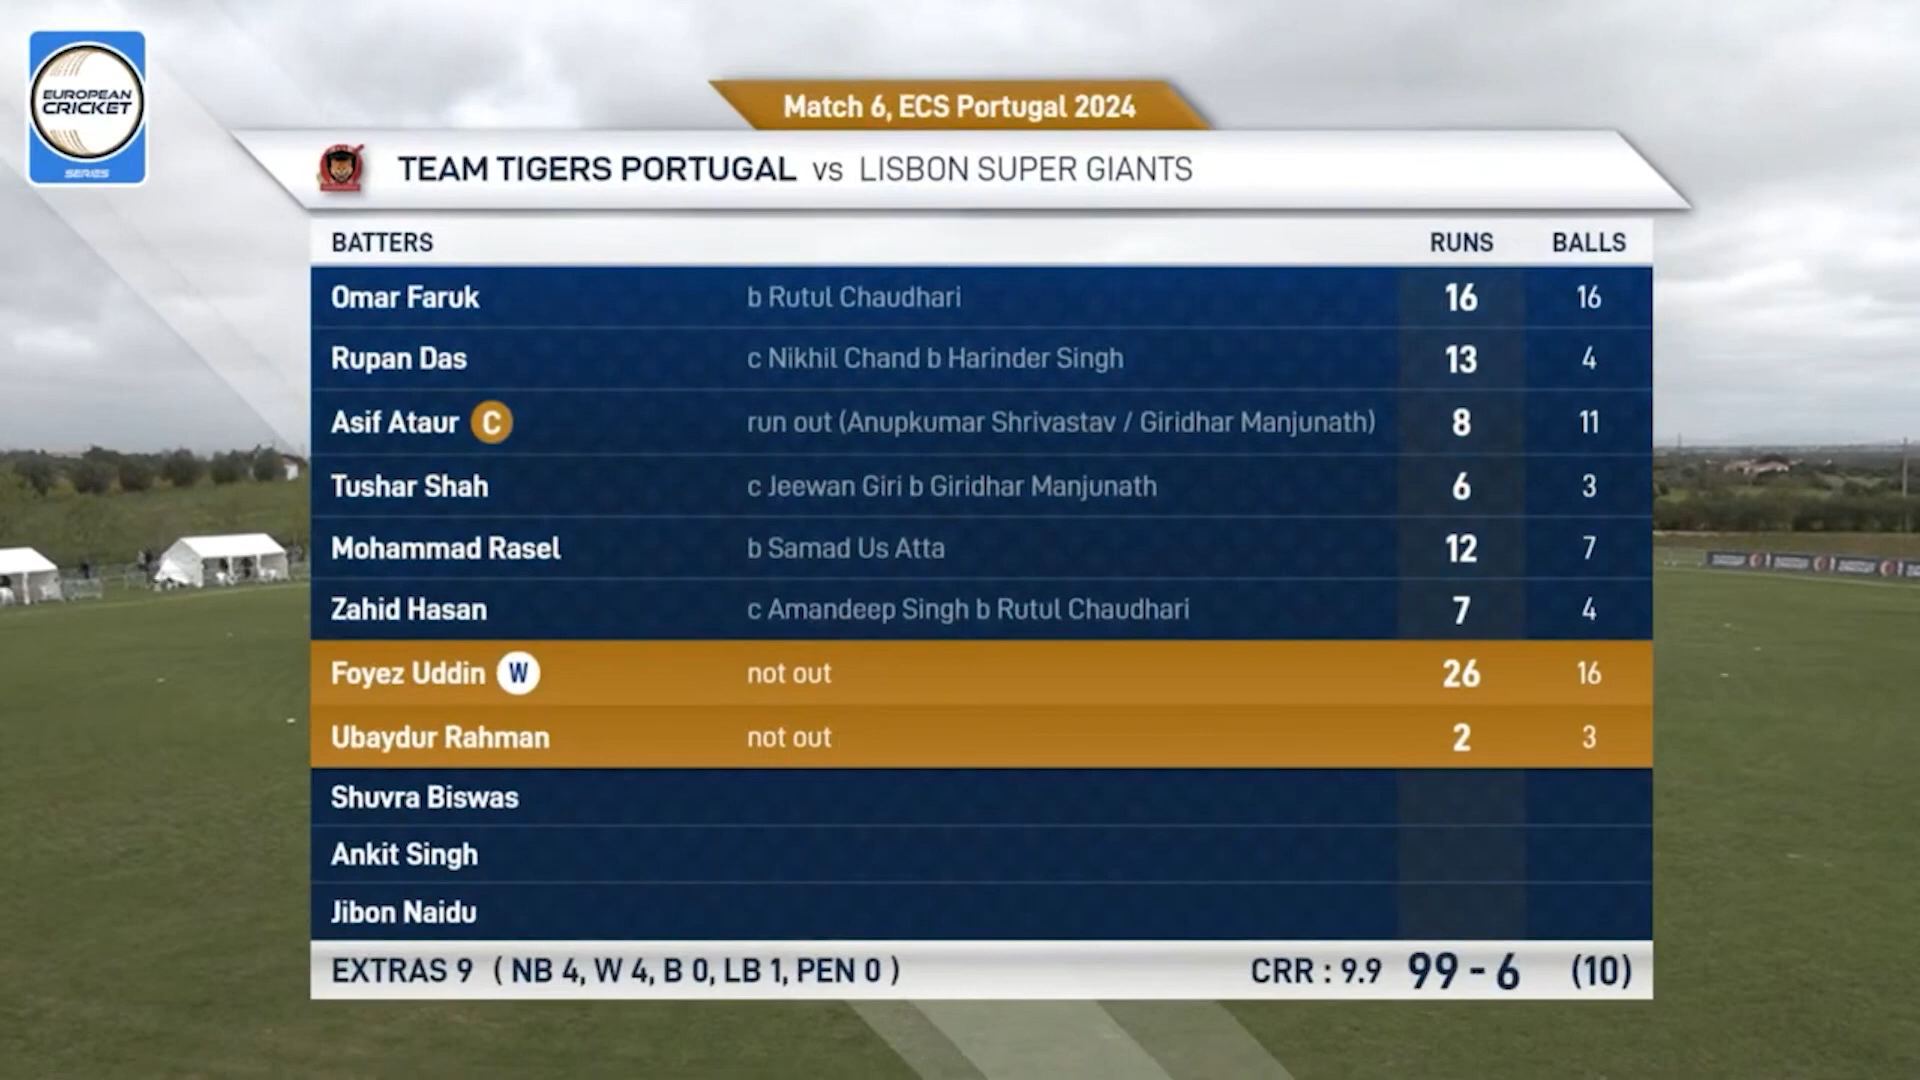 EUROPEAN
CRICKET
SERIES
Match 6, ECS Portugal 2024
TEAM TIGERS PORTUGAL vs LISBON SUPER GIANTS
BATTERS RUNS BALLS
Omar Faruk b Rutul Chaudhari 16 16
Rupan Das c Nikhil Chand b Harinder Singh 13 4
Asif Ataur C run out (Anupkumar Shrivastav / Giridhar Manjunath) 8 11
Tushar Shah c Jeewan Giri b Giridhar Manjunath 6 3
Mohammad Rasel b Samad Us Atta 12 7
Zahid Hasan c Amandeep Singh b Rutul Chaudhari 7 4
Foyez Uddin W not out 26 16
Ubaydur Rahman not out 2 3
Shuvra Biswas
Ankit Singh
Jibon Naidu
EXTRAS 9 ( NB 4, W 4, B 0, LB 1, PEN 0 ) CRR : 9.9 99 - 6 (10)